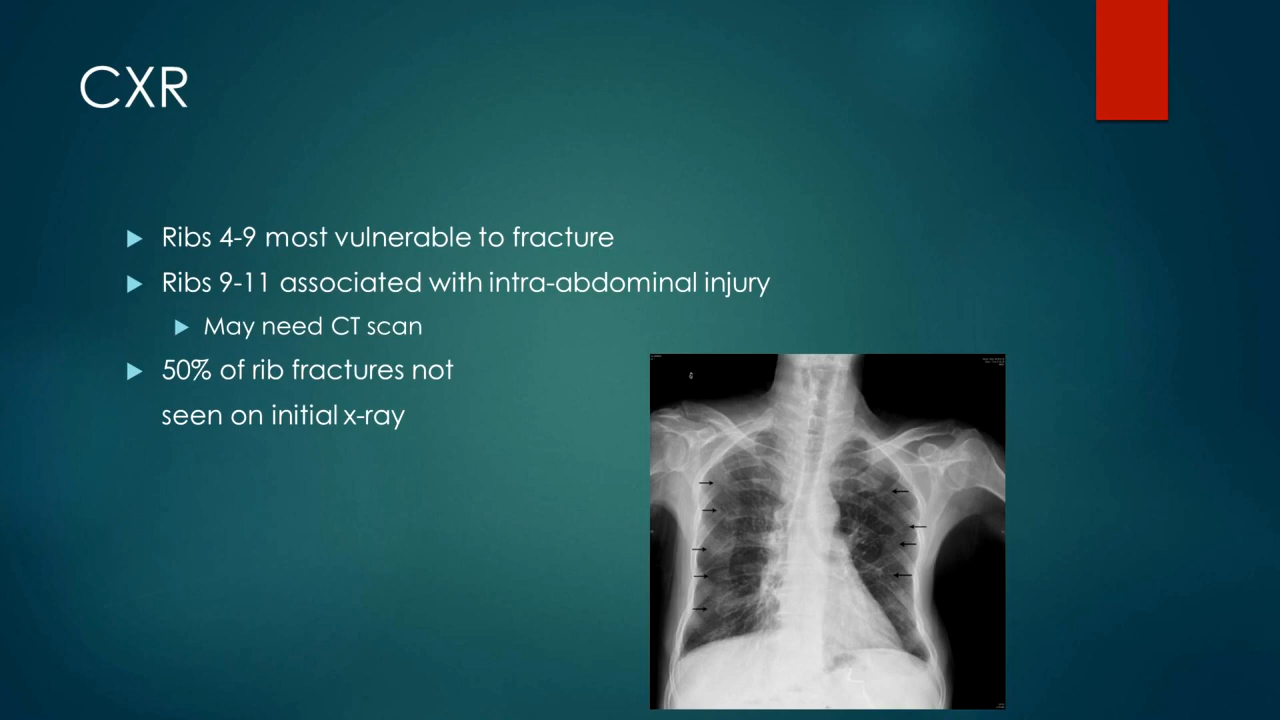 CXR
Ribs 4-9 most vulnerable to fracture
Ribs 9-11 associated with intra-abdominal injury
May need CT scan
50% of rib fractures not
seen on initial x-ray